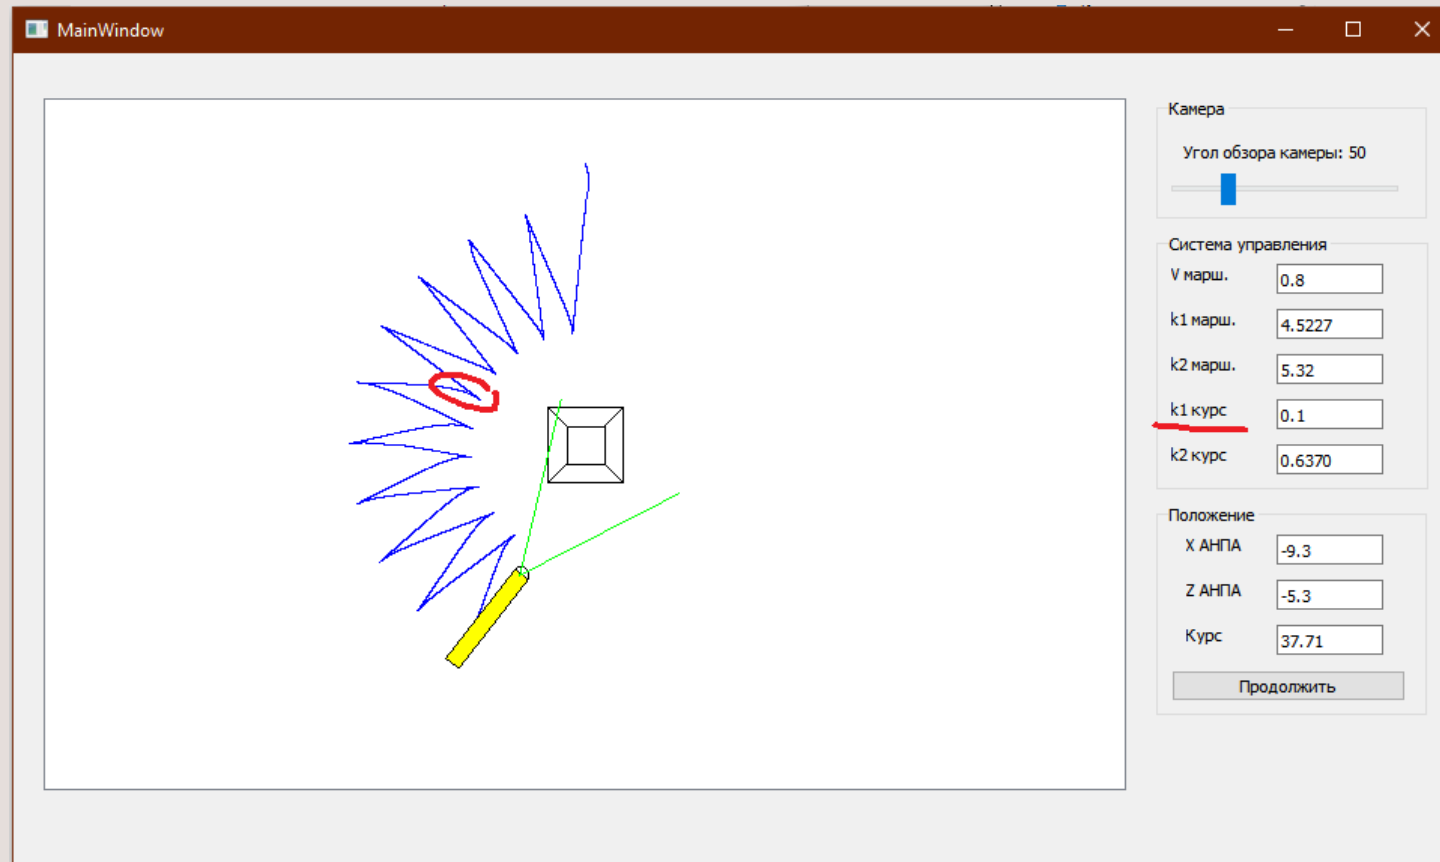 MainWindow
Камера
Угол обзора камеры: 50
Система управления
V марш.
0.8
k1 марш.
4.5227
k2 марш.
5.32
k1 курс
0.1
k2 курс
0.6370
Положение
X АНПА
-9.3
Z АНПА
-5.3
Курс
37.71
Продолжить